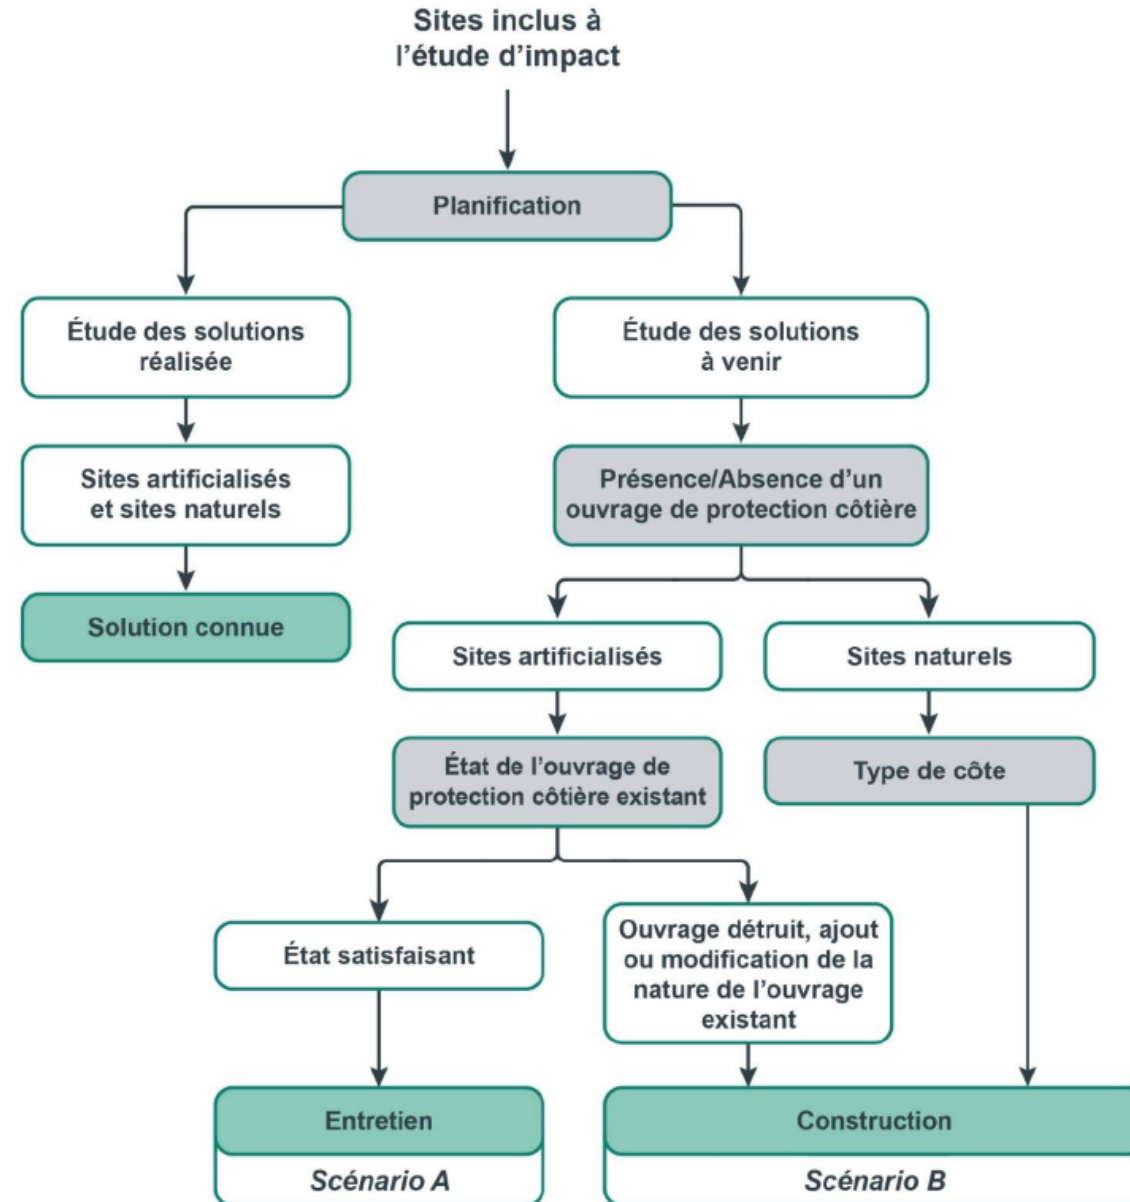 Sites inclus à
l'étude d'impact
Planification
Étude des solutions
réalisée
Étude des solutions
à venir
Sites artificialisés
et sites naturels
Présence/Absence d'un
ouvrage de protection côtière
Solution connue
Sites artificialisés
Sites naturels
État de l'ouvrage de
protection côtière existant
Type de côte
État satisfaisant
Ouvrage détruit, ajout
ou modification de la
nature de l'ouvrage
existant
Entretien
Construction
Scénario A
Scénario B